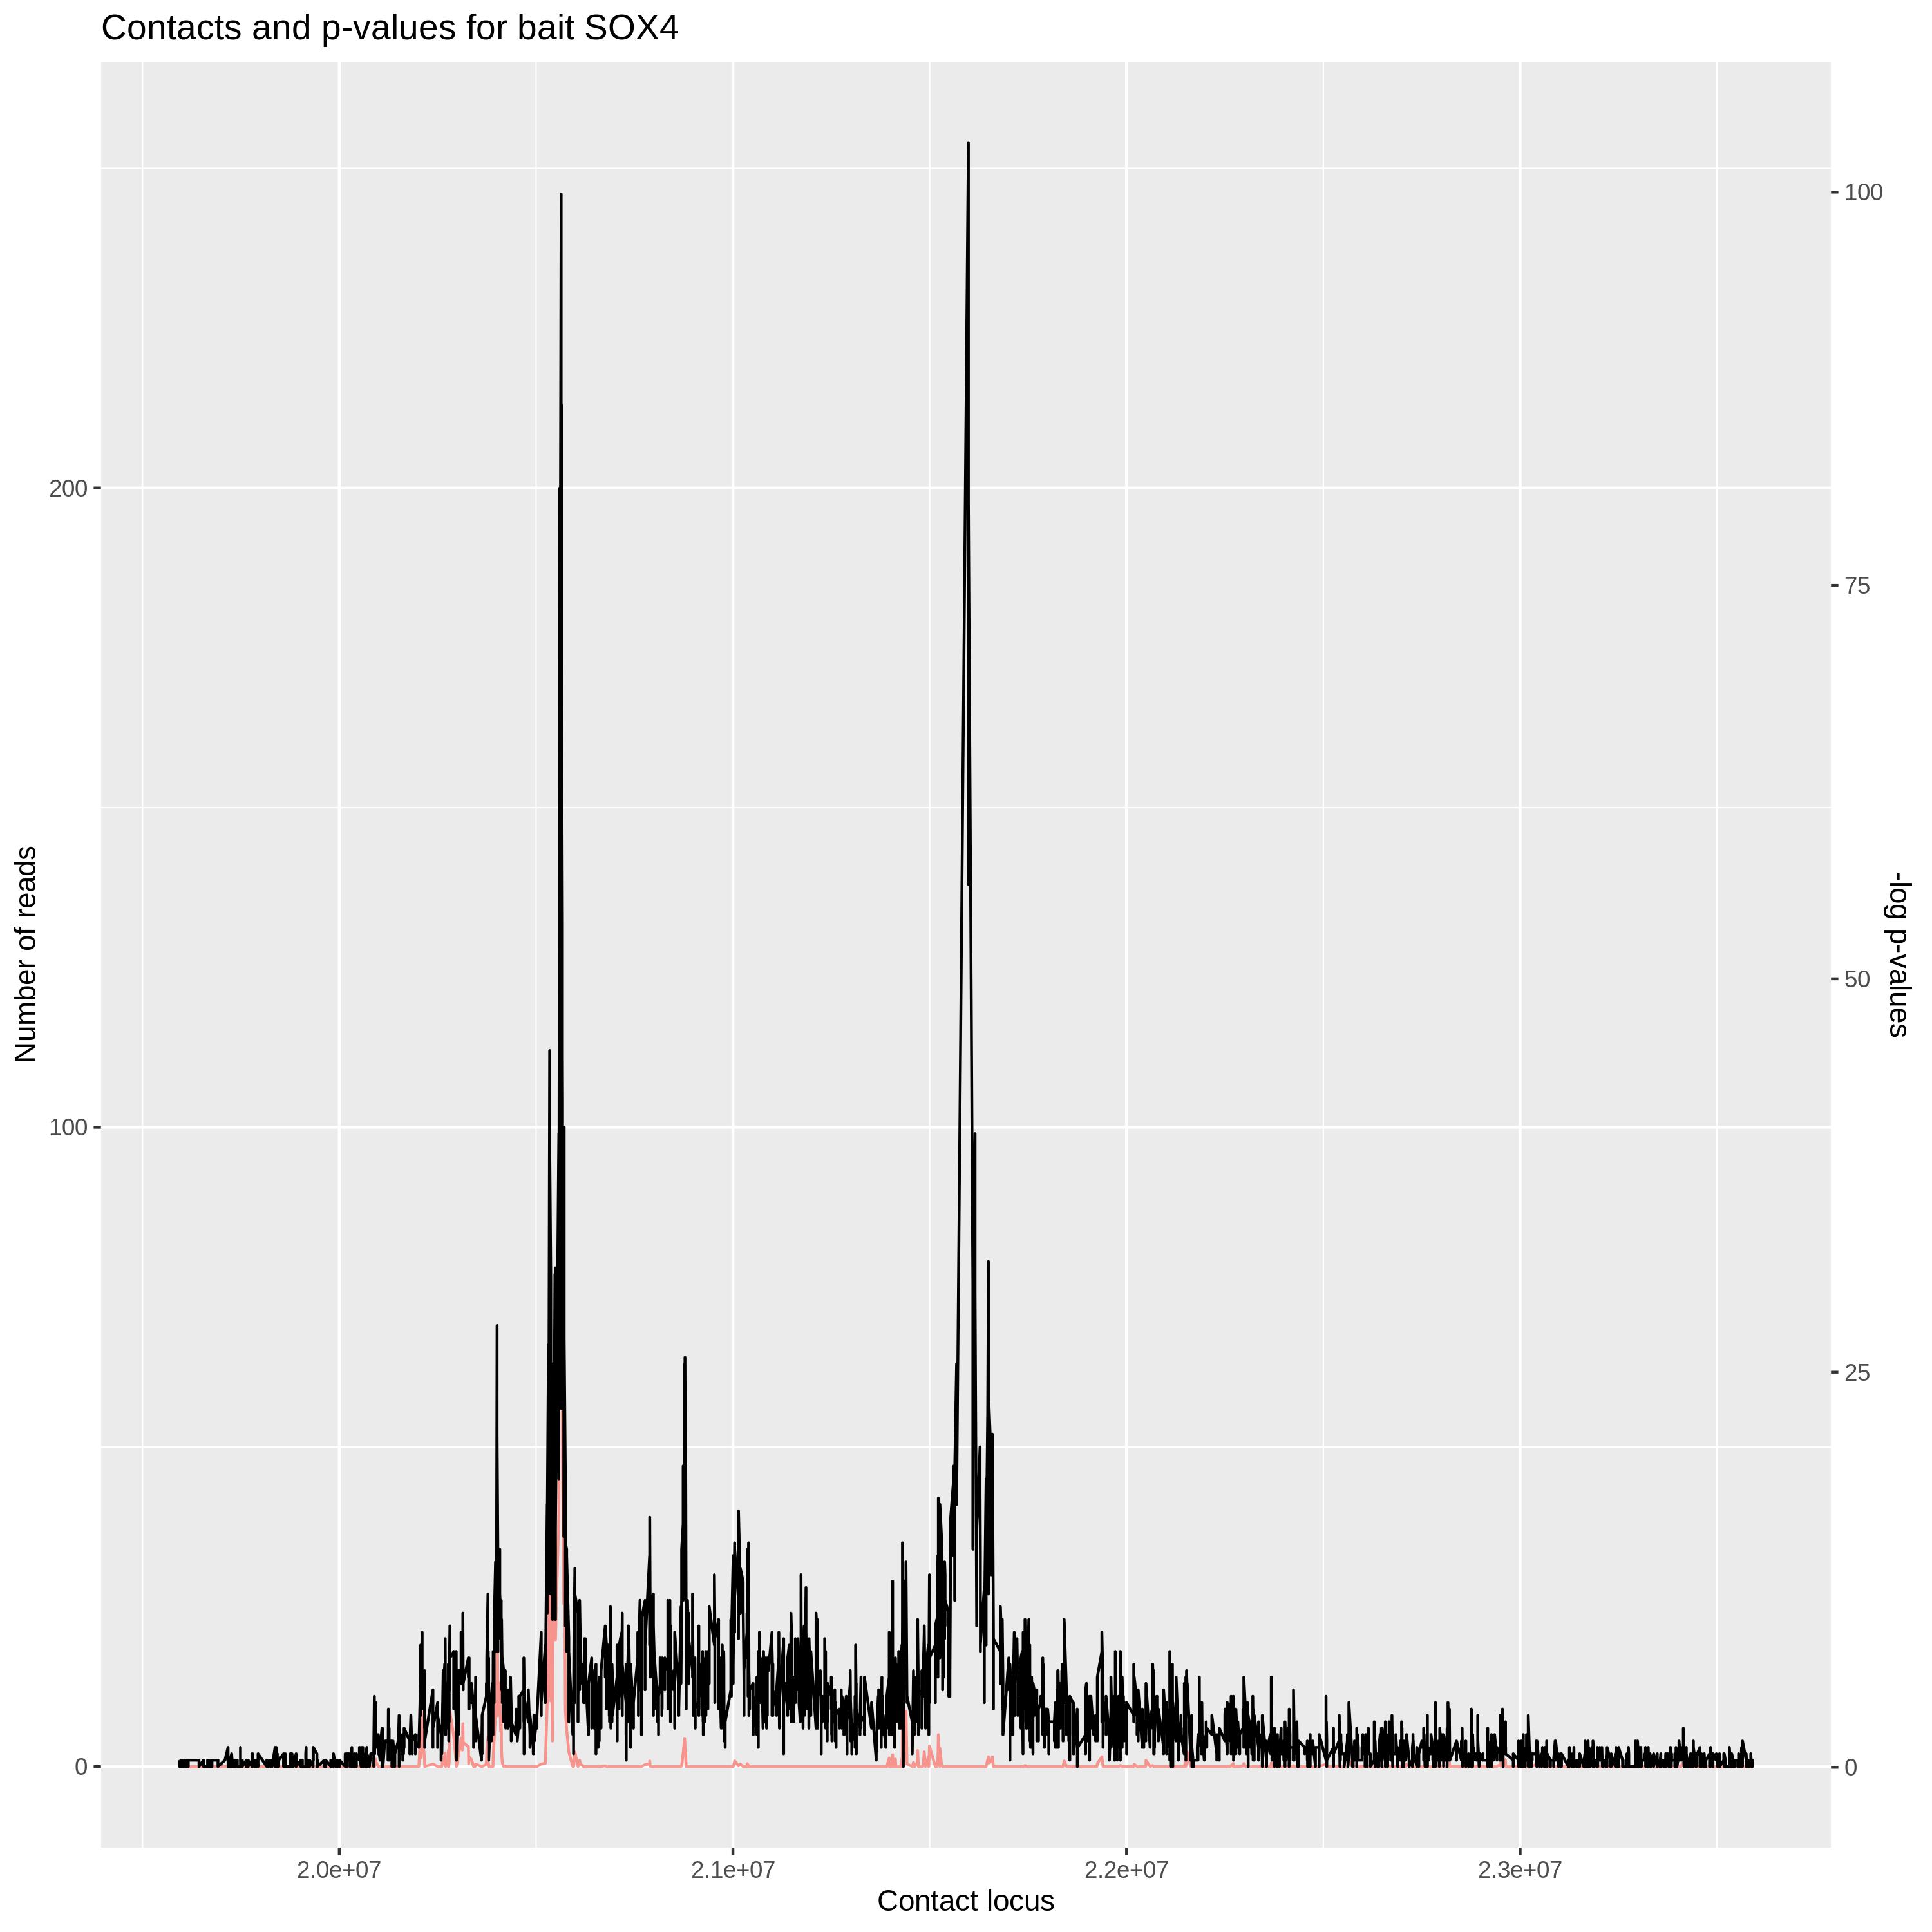 Contacts and p-values for bait SOX4
Number of reads
200
100
0
100
75
50
25
0
-log p-values
2.0e+07
2.1e+07
2.2e+07
2.3e+07
Contact locus